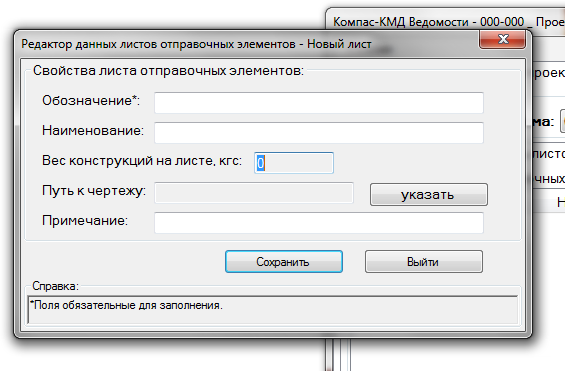 Компас-КМД Ведомости - 000-000 _ Прое
Редактор данных листов отправочных элементов - Новый лист
Свойства листа отправочных элементов:
Обозначение*:
Наименование:
Вес конструкций на листе, кгс: 0
Путь к чертежу: указать
Примечание:
Сохранить Выйти
Справка:
*Поля обязательные для заполнения.
роек
ма:
листо
чных
Н